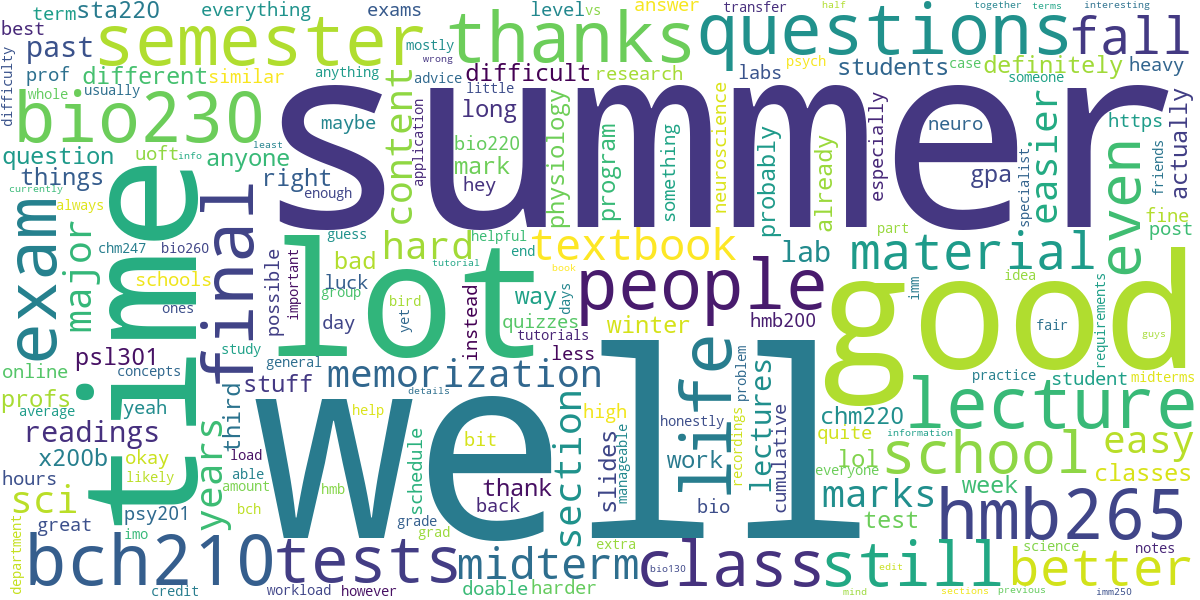 term
sta220
everything
exams
level
vs
answer
transfer
half
together
terms
interesting
best
past
semester
mostly
wrong
thanks
questions
fall
difficulty
prof
different
similar
anything
advice
difficult
research
psych
labs
students
definitely
case
someone
heavy
whole
usually
content
little
bio230
summer
maybe
application
long
physiology
program
something
neuroscience
probably
already
especially
neuro
easier
https
actually
question
uoft
info
anyone
least
bio220
mark
hey
gpa
specialist
friends
even
things
right
enough
currently
always
time
final
exam
major
chm247
bio260
guess
hard
helpful
end
textbook
lab
part
material
fine
post
schools
possible
important
bad
tutorial
book
people
way
days
idea
imm
requirements
good
luck
group
lot
bird
yet
instead
quizzes
winter
hmb200
fair
guys
ones
day
tutorials
psl301
study
general
less
well
life
problem
practice
student
midterms
online
concepts
stuff
memorization
details
profs
average
yeah
third
help
section
high
honestly
lectures
chm220
lecture
readings
years
bit
slides
manageable
work
recordings
cumulative
quite
information
x200b
okay
load
schedule
lol
everyone
school
easy
hours
likely
able
amount
hmb
thank
back
bio
marks
week
classes
sci
great
psy201
imo
bch
grade
grad
test
hmb265
department
bch210
tests
midterm
extra
class
bio130
still
edit
better
science
notes
credit
workload
however
doable
harder
mind
sections
previous
imm250